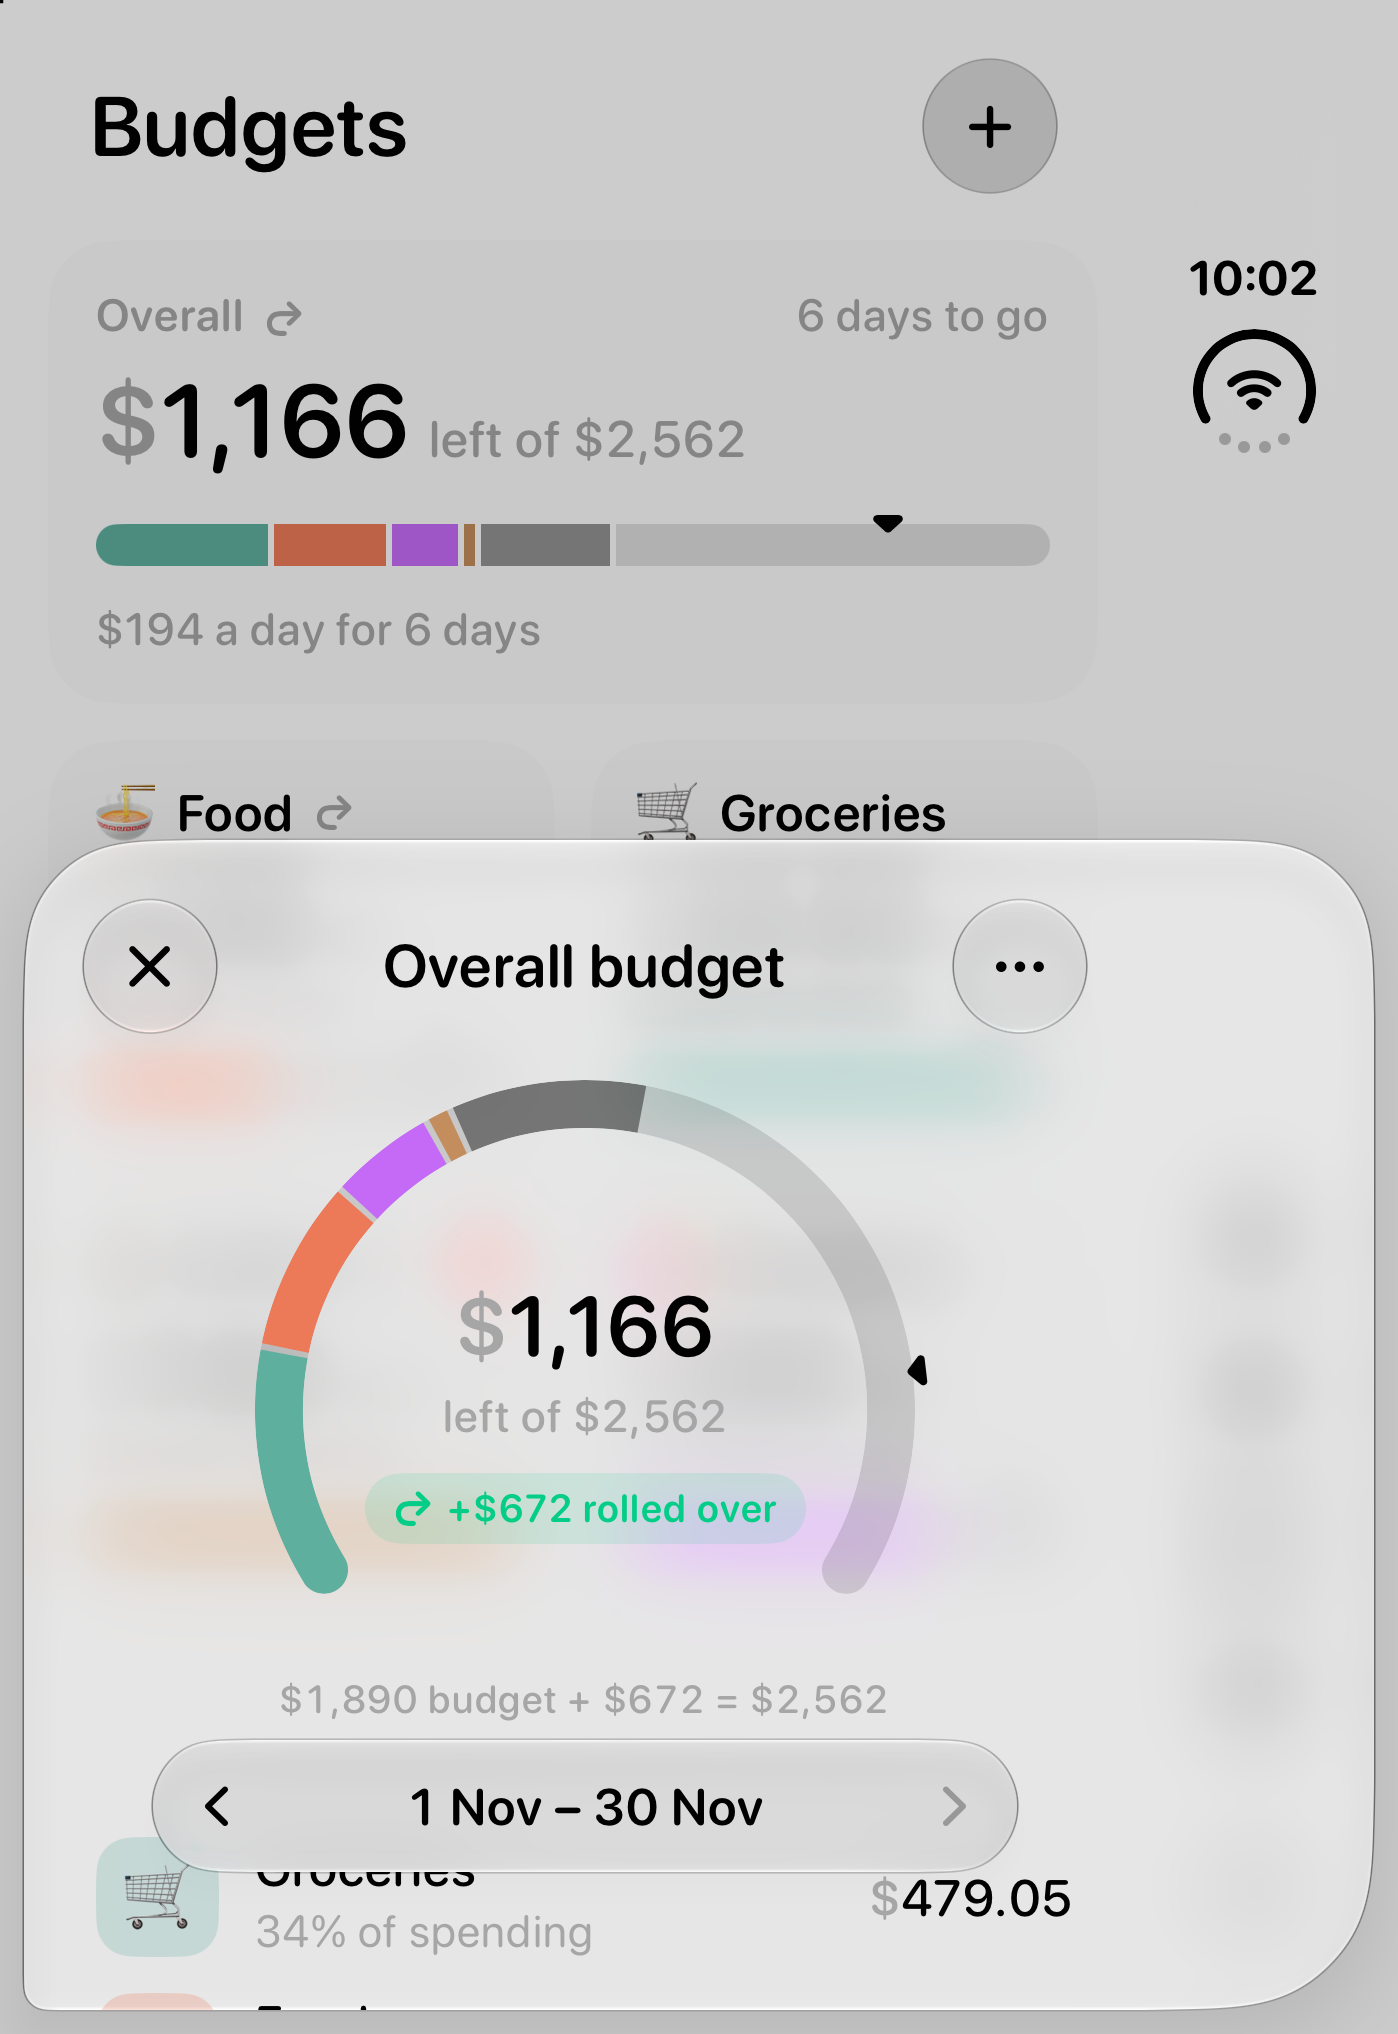 Budgets
10:02
Overall
6 days to go
$1,166 left of $2,562
$194 a day for 6 days
Food
Groceries
Overall budget
$1,166
left of $2,562
+$672 rolled over
$1,890 budget + $672 = $2,562
1 Nov – 30 Nov
Groceries
$479.05
34% of spending